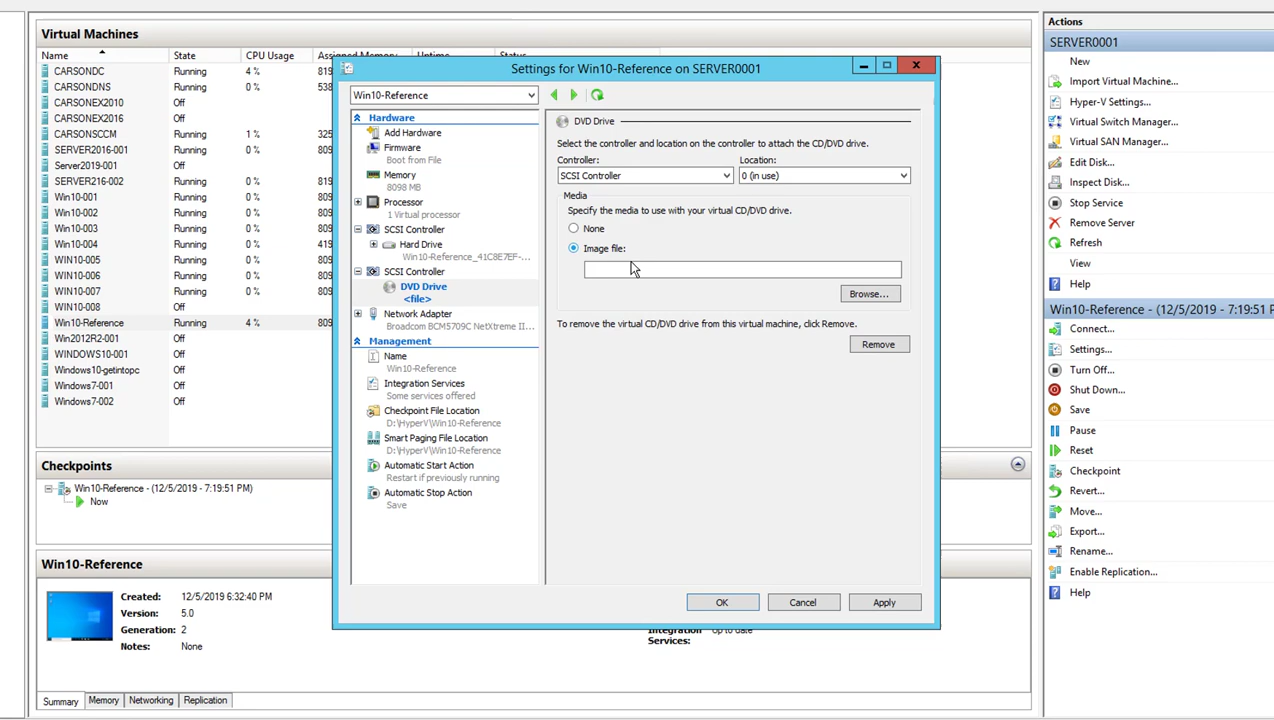 Virtual Machines
Name State CPU Usage Assigned Memory Uptime Status
CARSONDC Running 4 % 819
CARSONDNS Running 0 % 538
CARSONEX2010 Off
CARSONEX2016 Off
CARSONSCCM Running 1 % 325
SERVER2016-001 Running 0 % 809
Server2019-001 Off
SERVER216-002 Running 0 % 819
Win10-001 Running 0 % 809
Win10-002 Running 0 % 809
Win10-003 Running 0 % 809
Win10-004 Running 0 % 419
WIN10-005 Running 0 % 809
WIN10-006 Running 0 % 809
WIN10-007 Running 0 % 809
WIN10-008 Off
Win10-Reference Running 4 % 809
Win2012R2-001 Off
WINDOWS10-001 Off
Windows10-getintopc Off
Windows7-001 Off
Windows7-002 Off
Checkpoints
Win10-Reference - (12/5/2019 - 7:19:51 PM)
Now
Win10-Reference
Created: 12/5/2019 6:32:40 PM
Version: 5.0
Generation: 2
Notes: None
Integration Services: Up to date
Summary Memory Networking Replication
Settings for Win10-Reference on SERVER0001
Win10-Reference
Hardware
Add Hardware
Firmware
Boot from File
Memory
8098 MB
Processor
1 Virtual processor
SCSI Controller
Hard Drive
Win10-Reference_41C8E7EF-...
SCSI Controller
DVD Drive
<file>
Network Adapter
Broadcom BCM5709C NetXtreme II...
Management
Name
Win10-Reference
Integration Services
Some services offered
Checkpoint File Location
D:\HyperV\Win10-Reference
Smart Paging File Location
D:\HyperV\Win10-Reference
Automatic Start Action
Restart if previously running
Automatic Stop Action
Save
DVD Drive
Select the controller and location on the controller to attach the CD/DVD drive.
Controller: Location:
SCSI Controller 0 (in use)
Media
Specify the media to use with your virtual CD/DVD drive.
None
Image file:
Browse...
To remove the virtual CD/DVD drive from this virtual machine, click Remove.
Remove
OK Cancel Apply
Actions
SERVER0001
New
Import Virtual Machine...
Hyper-V Settings...
Virtual Switch Manager...
Virtual SAN Manager...
Edit Disk...
Inspect Disk...
Stop Service
Remove Server
Refresh
View
Help
Win10-Reference - (12/5/2019 - 7:19:51 P
Connect...
Settings...
Turn Off...
Shut Down...
Save
Pause
Reset
Checkpoint
Revert...
Move...
Export...
Rename...
Enable Replication...
Help